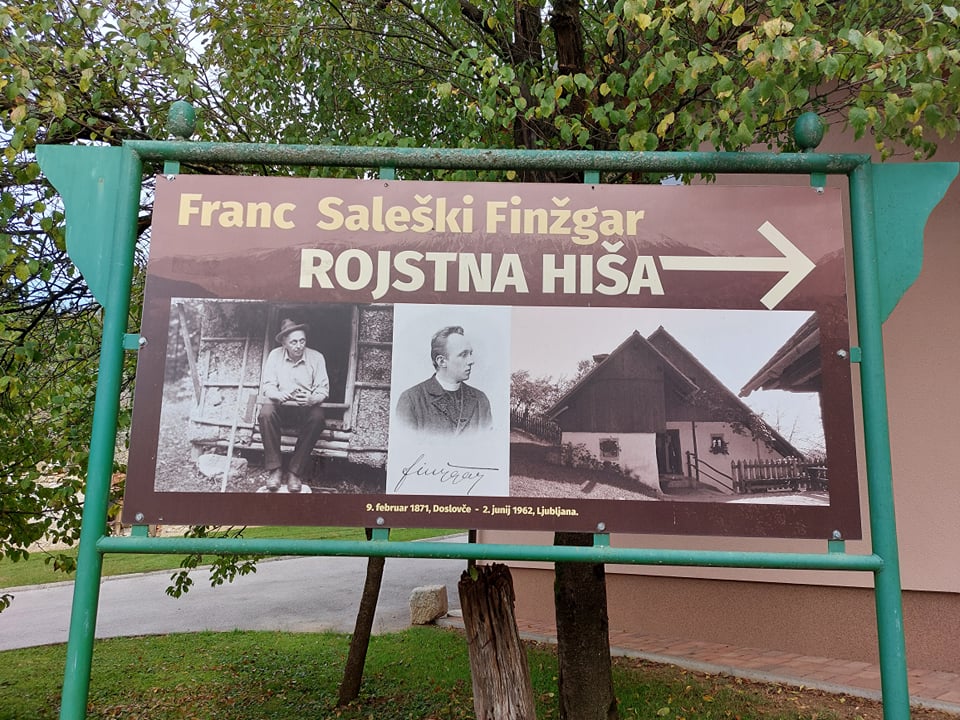 Franc Saleški Finžgar
ROJSTNA HIŠA
finžgar
9. februar 1871, Doslovče - 2. junij 1962, Ljubljana.